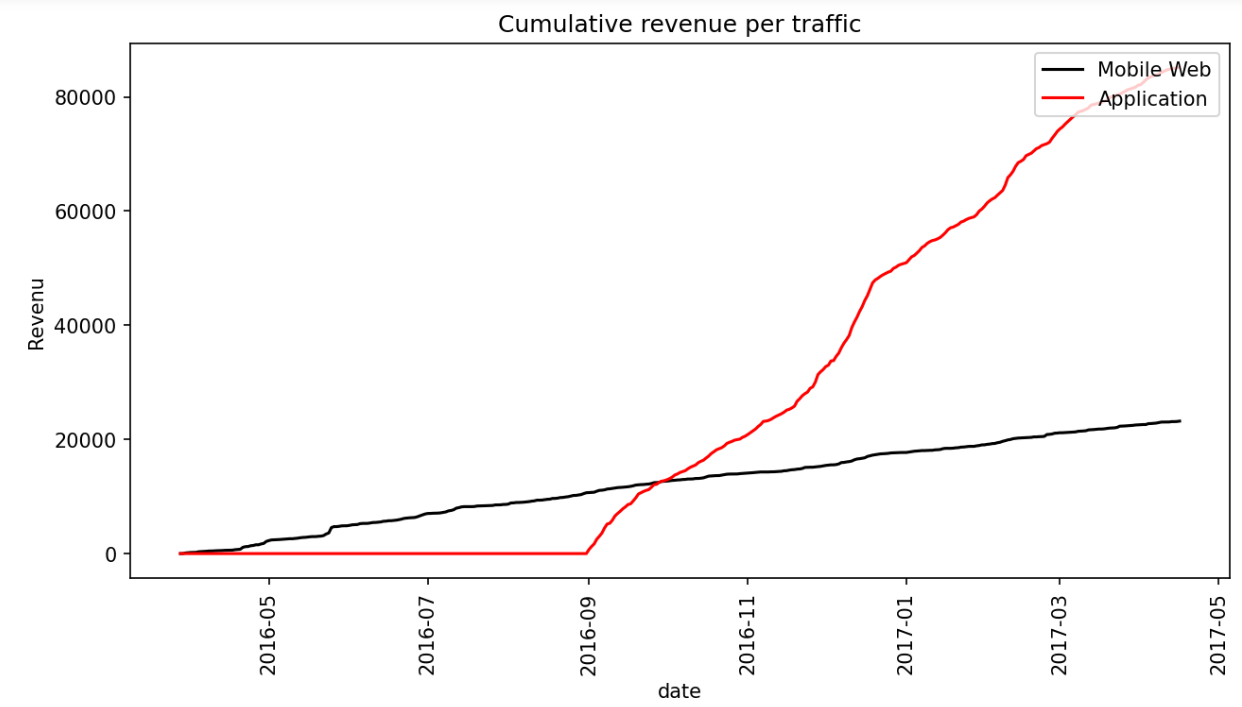 Cumulative revenue per traffic
Mobile Web
Application
80000
60000
40000
20000
0
Revenu
2016-05
2016-07
2016-09
2016-11
2017-01
2017-03
2017-05
date